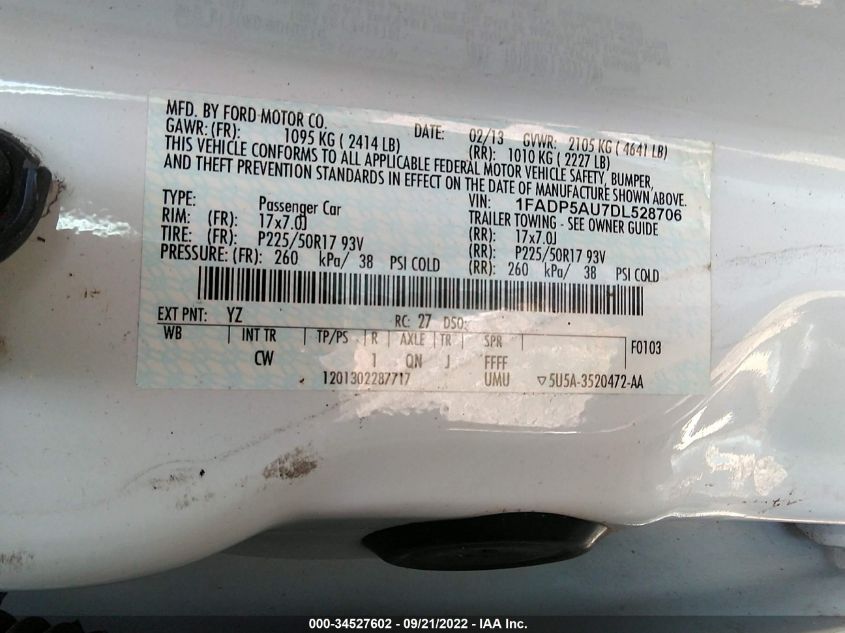 MFD. BY FORD MOTOR CO. DATE: 02/13 GVWR: 2105 KG ( 4641 LB)
GAWR: (FR): 1095 KG ( 2414 LB) (RR): 1010 KG ( 2227 LB)
THIS VEHICLE CONFORMS TO ALL APPLICABLE FEDERAL MOTOR VEHICLE SAFETY, BUMPER,
AND THEFT PREVENTION STANDARDS IN EFFECT ON THE DATE OF MANUFACTURE SHOWN ABOVE.
VIN: 1FADP5AU7DL528706
TYPE: Passenger Car TRAILER TOWING - SEE OWNER GUIDE
RIM: (FR): 17x7.0J (RR): 17x7.0J
TIRE: (FR): P225/50R17 93V (RR): P225/50R17 93V
PRESSURE: (FR): 260 kPa/ 38 PSI COLD (RR): 260 kPa/ 38 PSI COLD
EXT PNT: YZ RC: 27 DSO:
WB INT TR TP/PS R AXLE TR SPR F0103
CW 1 QN J FFFF
1201302287717 UMU ▽5U5A-3520472-AA
000-34527602 - 09/21/2022 - IAA Inc.